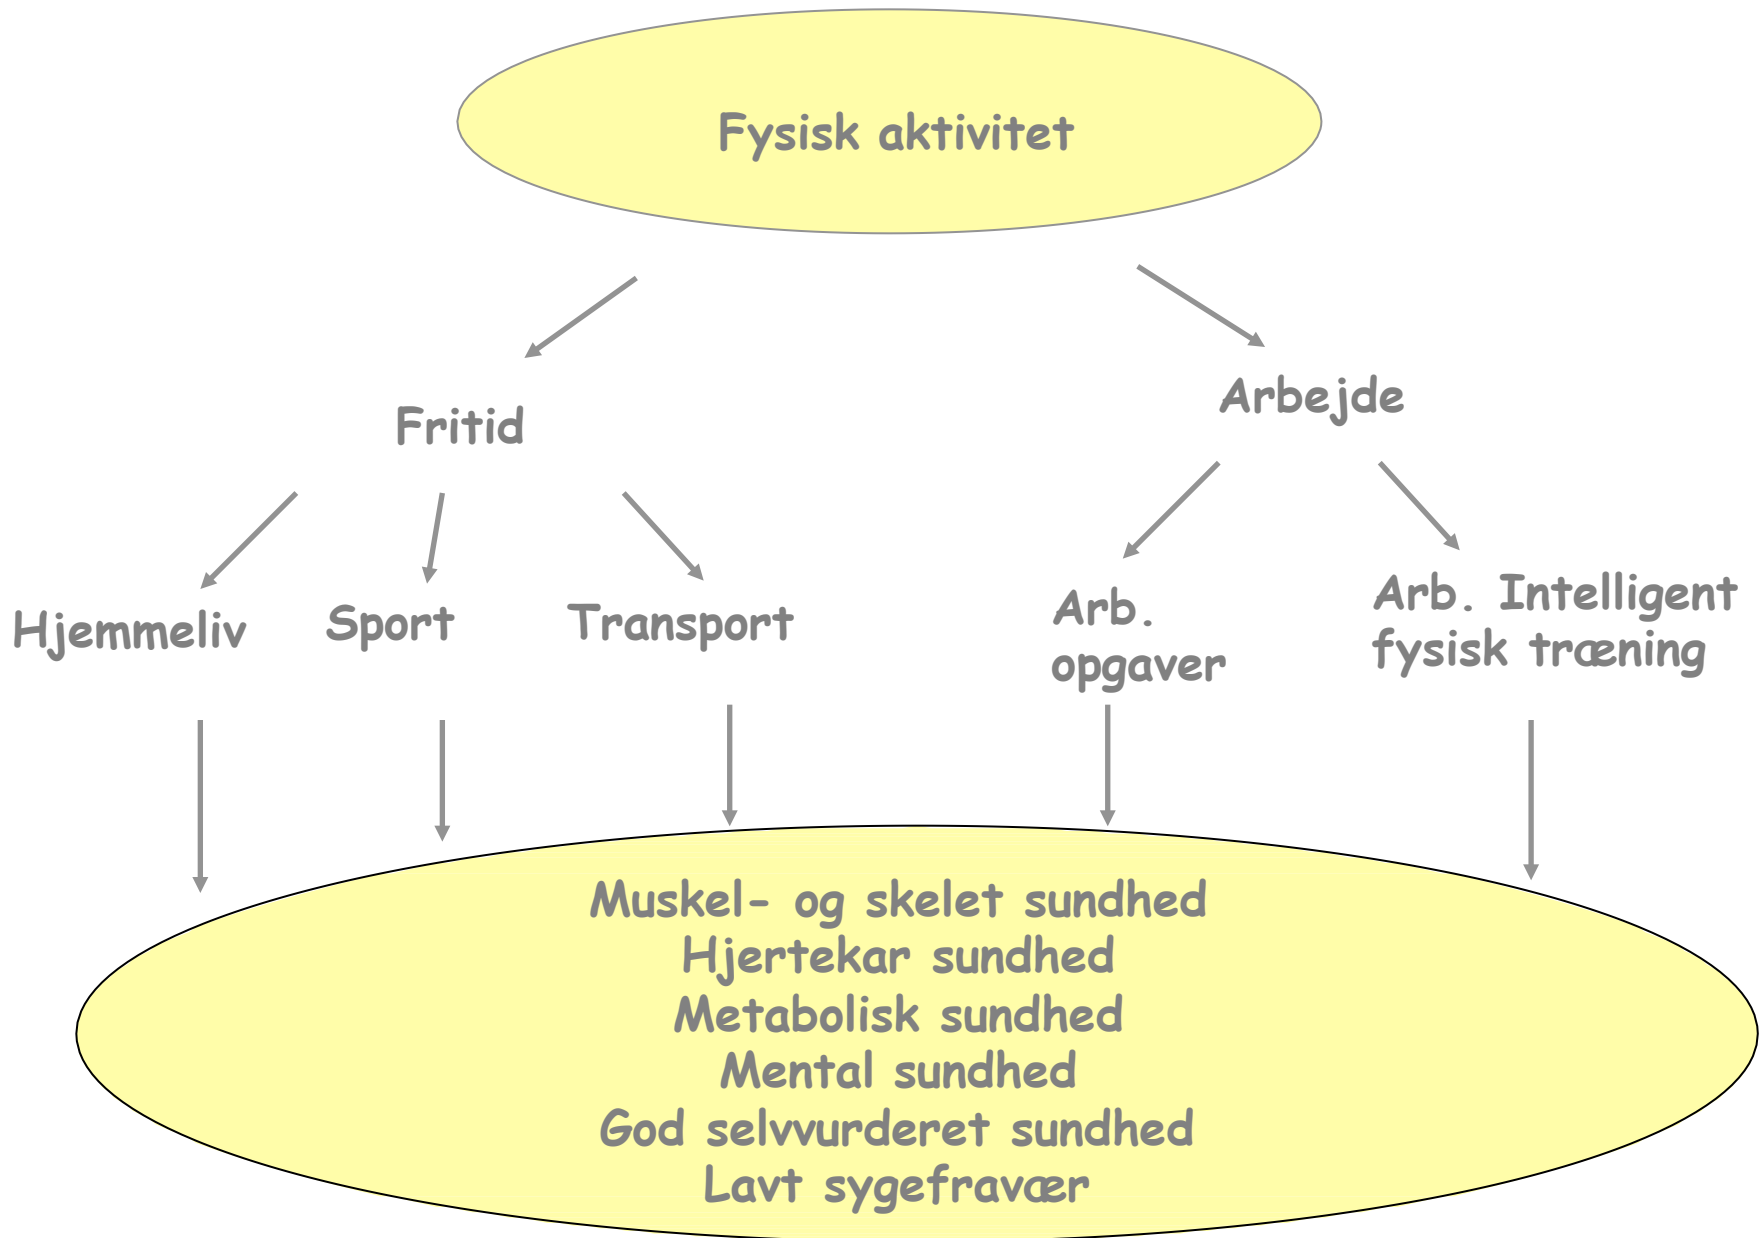 Fysisk aktivitet
Fritid
Arbejde
Hjemmeliv
Sport
Transport
Arb.
opgaver
Arb. Intelligent
fysisk træning
Muskel- og skelet sundhed
Hjertekar sundhed
Metabolisk sundhed
Mental sundhed
God selvvurderet sundhed
Lavt sygefravær